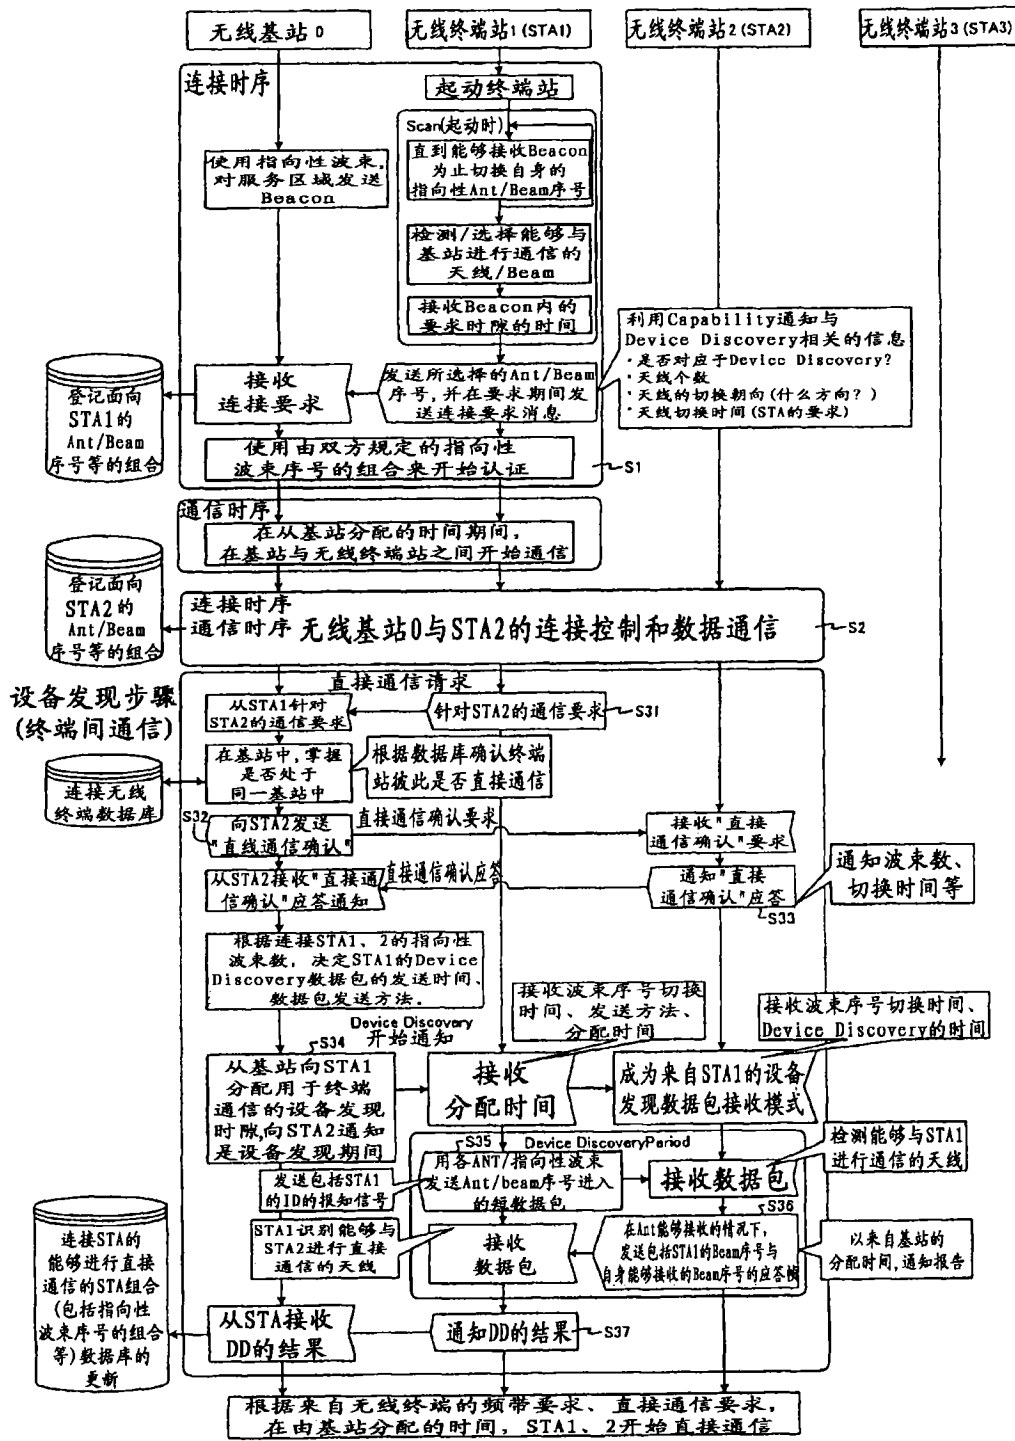 无线基站0
无线终端站1(STA1)
无线终端站2(STA2)
无线终端站3(STA3)
连接时序
起动终端站
Scan(起动时)
使用指向性波束,
对服务区域发送
Beacon
直到能够接收Beacon
为止切换自身的
指向性Ant/Beam序号
检测/选择能够与
基站进行通信的
天线/Beam
接收Beacon内的
要求时隙的时间
利用Capability通知与
Device Discovery相关的信息
·是否对应于Device Discovery?
·天线个数
·天线的切换朝向(什么方向?)
·天线切换时间(STA的要求)
登记面向
STA1的
Ant/Beam
序号等的组合
接收
连接要求
发送所选择的Ant/Beam
序号,并在要求期间发
送连接要求消息
使用由双方规定的指向性
波束序号的组合来开始认证
S1
通信时序
在从基站分配的时间期间,
在基站与无线终端站之间开始通信
登记面向
STA2的
Ant/Beam
序号等的组合
连接时序
通信时序
无线基站0与STA2的连接控制和数据通信
S2
设备发现步骤
(终端间通信)
直接通信请求
从STA1针对
STA2的通信要求
针对STA2的通信要求
S31
连接无线
终端数据库
在基站中,掌握
是否处于
同一基站中
根据数据库确认终端
站彼此是否直接通信
S32
向STA2发送
"直线通信确认"
直接通信确认要求
接收"直接
通信确认"要求
从STA2接收"直接通
信确认"应答通知
直接通信确认应答
通知"直接
通信确认"应答
S33
通知波束数、
切换时间等
根据连接STA1、2的指向性
波束数,决定STA1的Device
Discovery数据包的发送时间、
数据包发送方法。
接收波束序号切换
时间、发送方法、
分配时间
接收波束序号切换时间、
Device Discovery的时间
Device Discovery
开始通知
S34
从基站向STA1
分配用于终端
通信的设备发现
时隙,向STA2通知
是设备发现期间
接收
分配时间
成为来自STA1的设备
发现数据包接收模式
S35
Device DiscoveryPeriod
检测能够与STA1
进行通信的天线
发送包括STA1
的ID的报知信号
用各ANT/指向性波束
发送Ant/beam序号进入
的短数据包
接收数据包
S36
STA1识别能够与
STA2进行直接
通信的天线
接收
数据包
在Ant能够接收的情况下,
发送包括STA1的Beam序号与
自身能够接收的Beam序号的应答帧
以来自基站的
分配时间,通知报告
连接STA的
能够进行直接
通信的STA组合
(包括指向性
波束序号的组合
等)数据库的
更新
从STA接收
DD的结果
通知DD的结果
S37
根据来自无线终端的频带要求、直接通信要求,
在由基站分配的时间,STA1、2开始直接通信